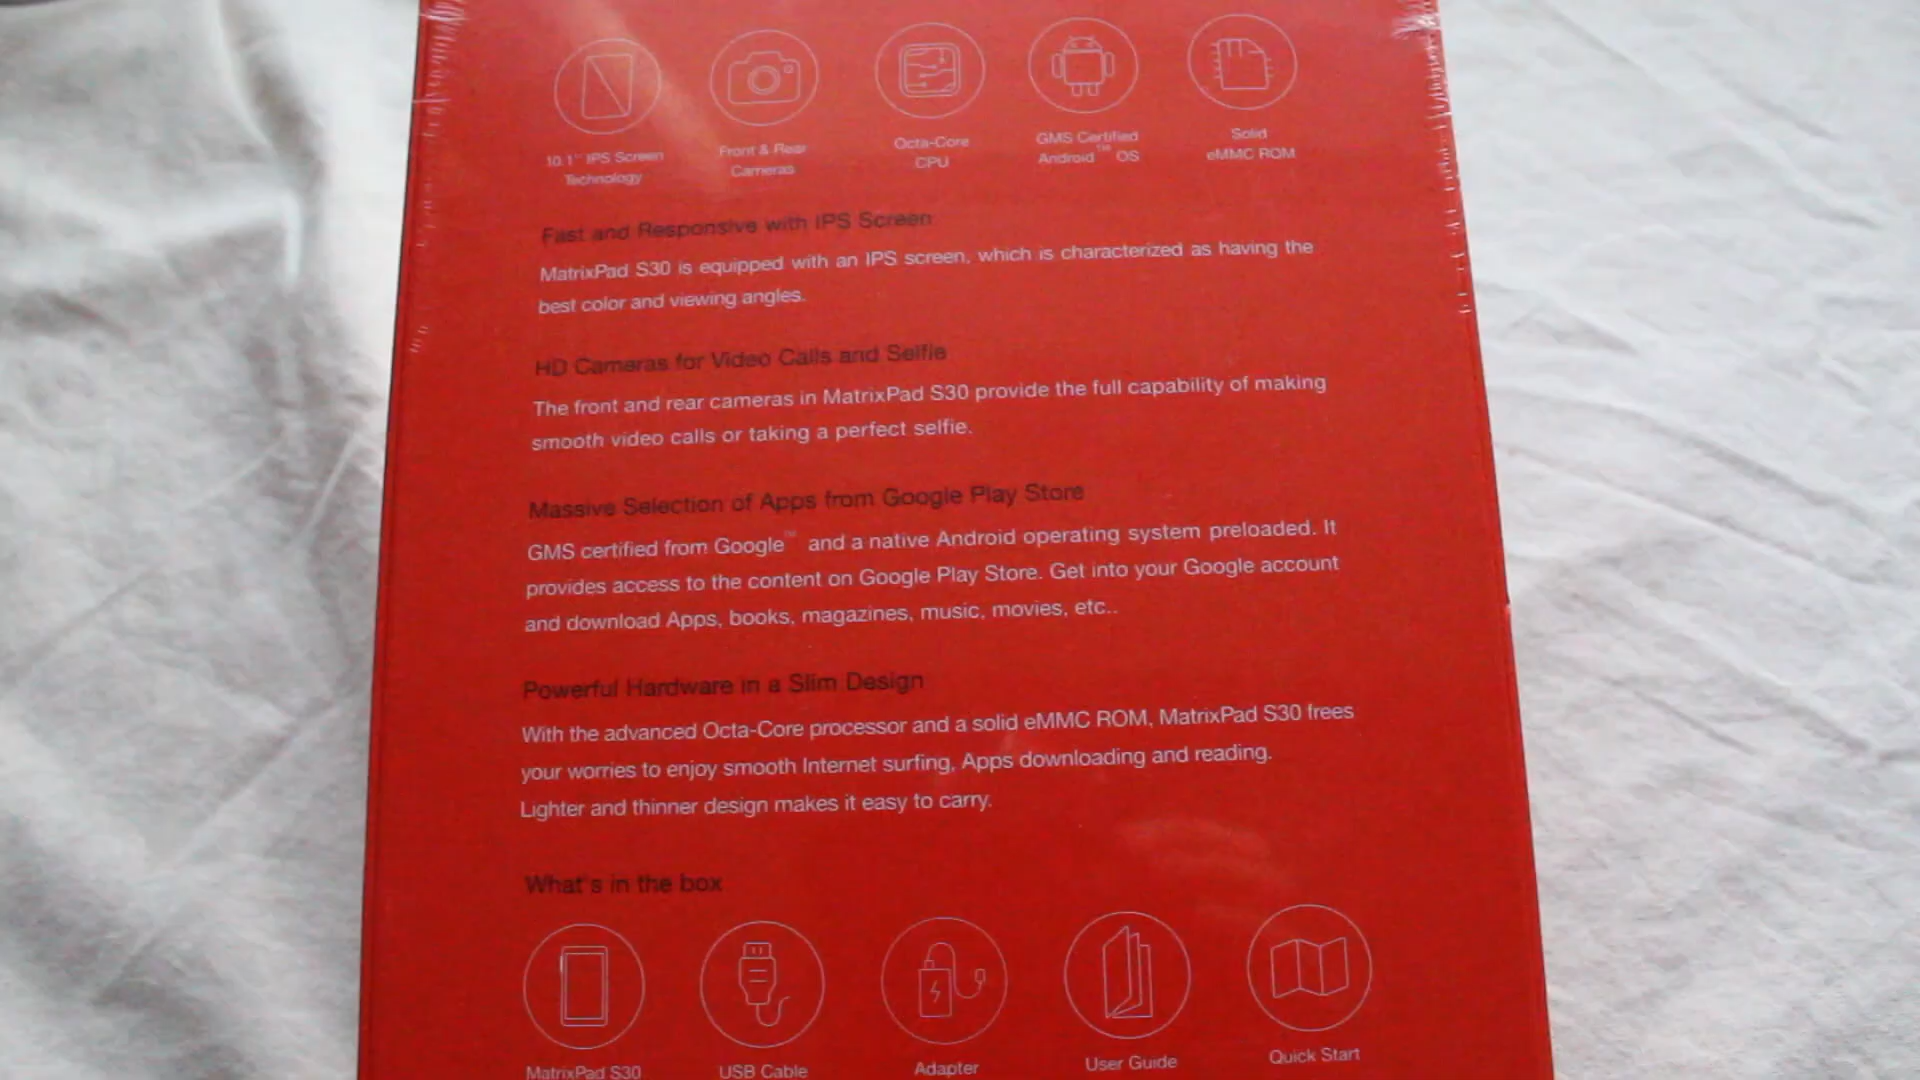 10.1" IPS Screen
Technology
Front & Rear
Cameras
Octa-Core
CPU
GMS Certified
Android™ OS
Solid
eMMC ROM
Fast and Responsive with IPS Screen
MatrixPad S30 is equipped with an IPS screen, which is characterized as having the
best color and viewing angles.
HD Cameras for Video Calls and Selfie
The front and rear cameras in MatrixPad S30 provide the full capability of making
smooth video calls or taking a perfect selfie.
Massive Selection of Apps from Google Play Store
GMS certified from Google™ and a native Android operating system preloaded. It
provides access to the content on Google Play Store. Get into your Google account
and download Apps, books, magazines, music, movies, etc..
Powerful Hardware in a Slim Design
With the advanced Octa-Core processor and a solid eMMC ROM, MatrixPad S30 frees
your worries to enjoy smooth Internet surfing, Apps downloading and reading.
Lighter and thinner design makes it easy to carry.
What's in the box
MatrixPad S30
USB Cable
Adapter
User Guide
Quick Start